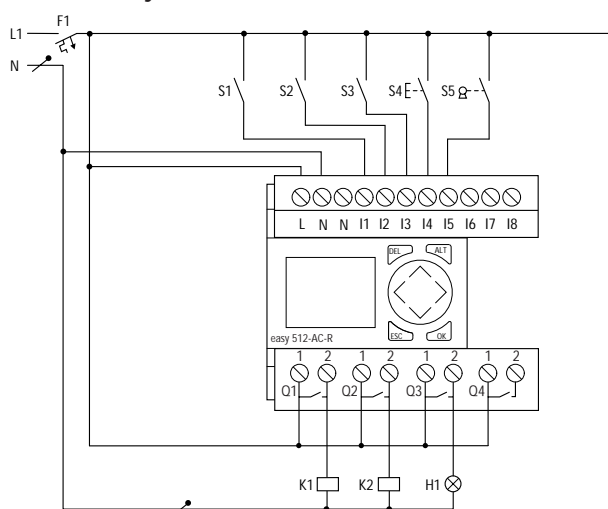 F1
L1
N
S1 S2 S3 S4 S5
L N N I1 I2 I3 I4 I5 I6 I7 I8
DEL ALT
ESC OK
easy 512-AC-R
1 2 1 2 1 2 1 2
Q1 Q2 Q3 Q4
K1 K2 H1